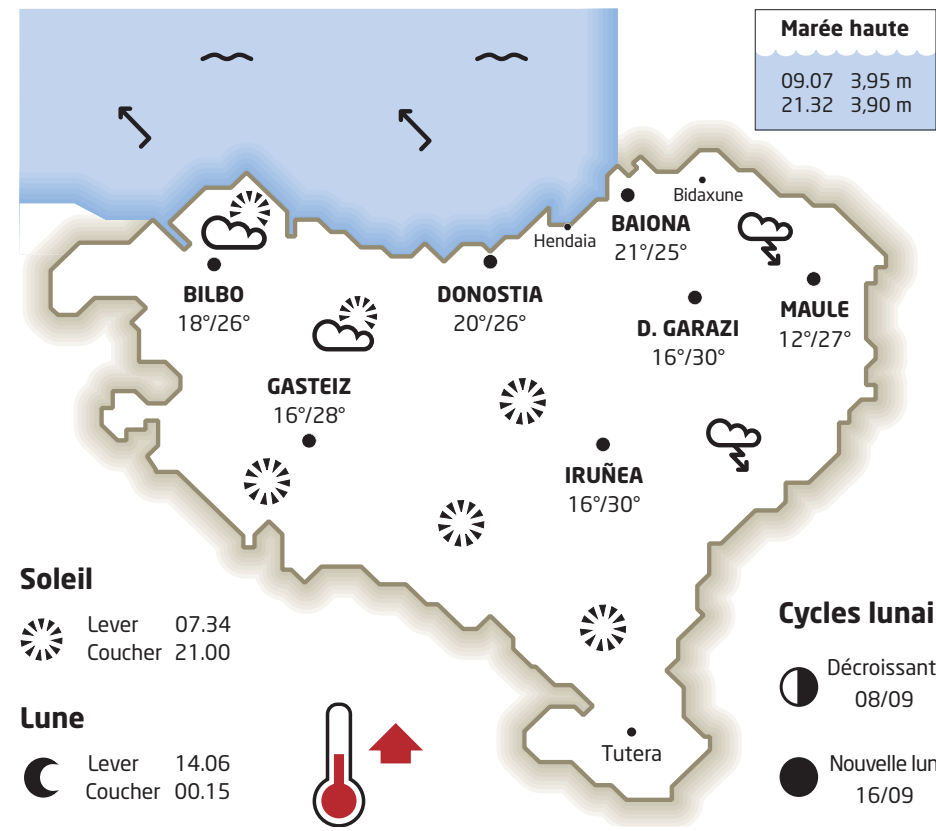 Marée haute
09.07 3,95 m
21.32 3,90 m
Bidaxune
BAIONA
21°/25°
Hendaia
BILBO
18°/26°
DONOSTIA
20°/26°
D. GARAZI
16°/30°
MAULE
12°/27°
GASTEIZ
16°/28°
IRUÑEA
16°/30°
Tutera
Soleil
Lever 07.34
Coucher 21.00
Lune
Lever 14.06
Coucher 00.15
Cycles lunai
Décroissant
08/09
Nouvelle lun
16/09